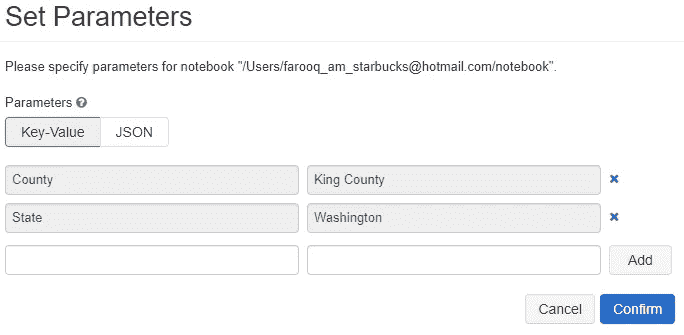 Set Parameters
Please specify parameters for notebook "/Users/farooq_am_starbucks@hotmail.com/notebook".
Parameters ?
Key-Value JSON
County King County ×
State Washington ×
Add
Cancel Confirm